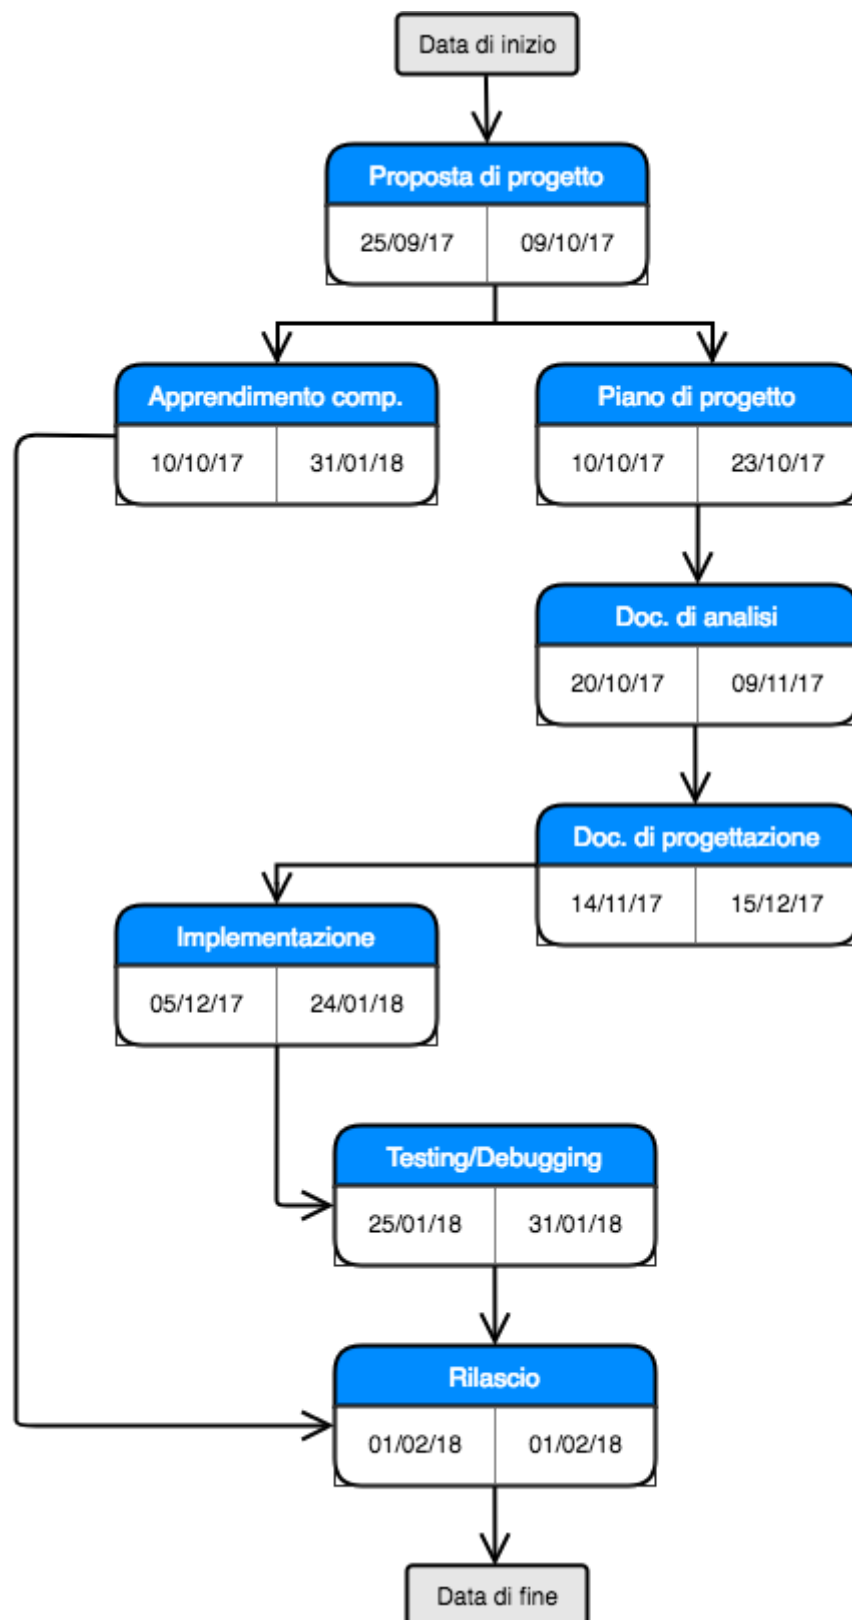 Data di inizio
Proposta di progetto
25/09/17 09/10/17
Apprendimento comp. Piano di progetto
10/10/17 31/01/18 10/10/17 23/10/17
Doc. di analisi
20/10/17 09/11/17
Doc. di progettazione
14/11/17 15/12/17
Implementazione
05/12/17 24/01/18
Testing/Debugging
25/01/18 31/01/18
Rilascio
01/02/18 01/02/18
Data di fine